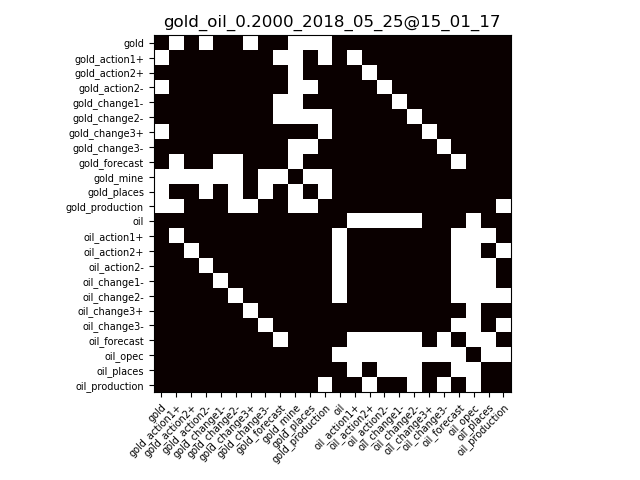 gold_oil_0.2000_2018_05_25@15_01_17
gold
gold_action1+
gold_action2+
gold_action2-
gold_change1-
gold_change2-
gold_change3+
gold_change3-
gold_forecast
gold_mine
gold_places
gold_production
oil
oil_action1+
oil_action2+
oil_action2-
oil_change1-
oil_change2-
oil_change3+
oil_change3-
oil_forecast
oil_opec
oil_places
oil_production
gold
gold_action1+
gold_action2+
gold_action2-
gold_change1-
gold_change2-
gold_change3+
gold_change3-
gold_forecast
gold_mine
gold_places
gold_production
oil
oil_action1+
oil_action2+
oil_action2-
oil_change1-
oil_change2-
oil_change3+
oil_change3-
oil_forecast
oil_opec
oil_places
oil_production